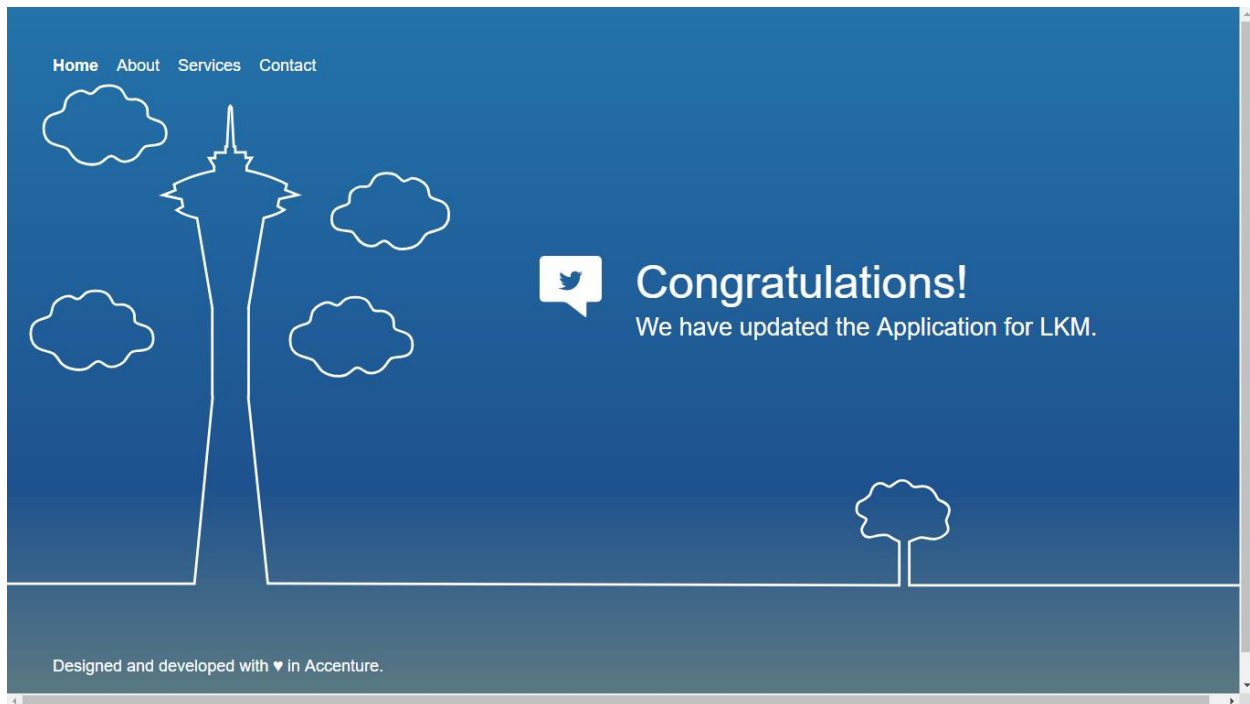 Home About Services Contact
Congratulations!
We have updated the Application for LKM.
Designed and developed with ♥ in Accenture.